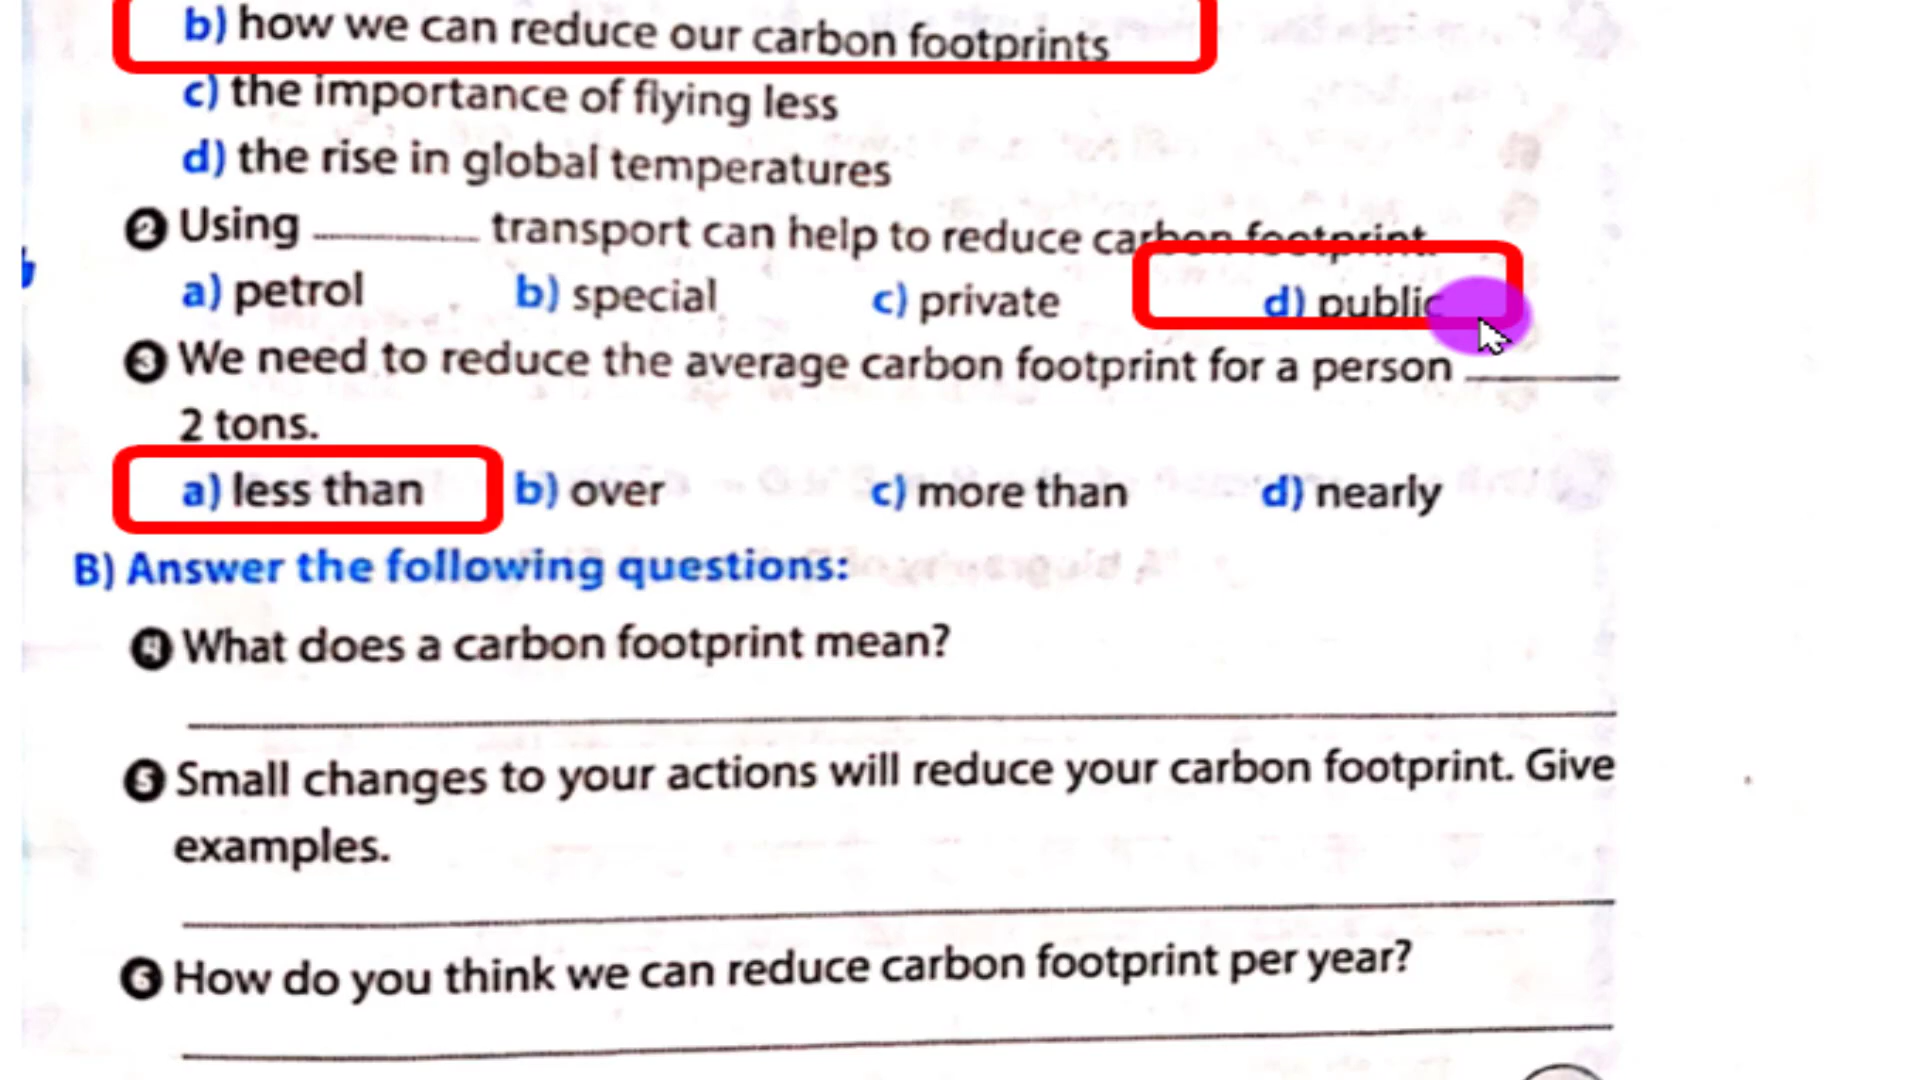 b) how we can reduce our carbon footprints
c) the importance of flying less
d) the rise in global temperatures
2 Using ............ transport can help to reduce carbon footprint.
a) petrol b) special c) private d) public
3 We need to reduce the average carbon footprint for a person ............
2 tons.
a) less than b) over c) more than d) nearly
B) Answer the following questions:
4 What does a carbon footprint mean?
5 Small changes to your actions will reduce your carbon footprint. Give
examples.
6 How do you think we can reduce carbon footprint per year?